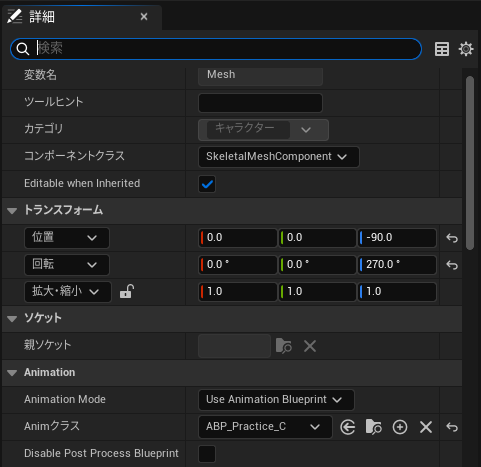 詳細
検索
変数名 Mesh
ツールヒント
カテゴリ キャラクター
コンポーネントクラス SkeletalMeshComponent
Editable when Inherited
トランスフォーム
位置 0.0 0.0 -90.0
回転 0.0 ° 0.0 ° 270.0 °
拡大・縮小 1.0 1.0 1.0
ソケット
親ソケット
Animation
Animation Mode Use Animation Blueprint
Animクラス ABP_Practice_C
Disable Post Process Blueprint